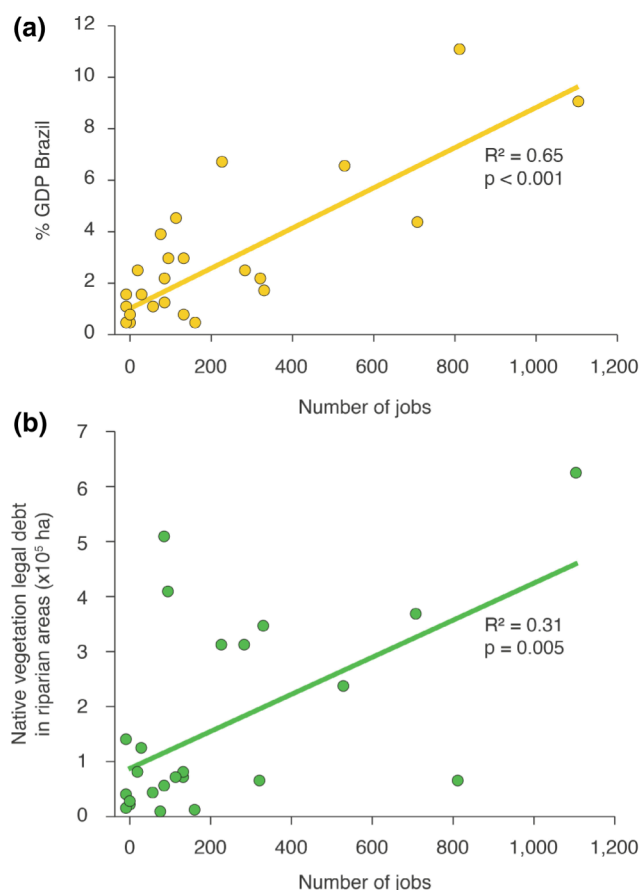 (a)
12
10
8
6
4
2
0
% GDP Brazil
R² = 0.65
p < 0.001
0 200 400 600 800 1,000 1,200
Number of jobs
(b)
7
6
5
4
3
2
1
0
Native vegetation legal debt
in riparian areas (x10⁵ ha)
R² = 0.31
p = 0.005
0 200 400 600 800 1,000 1,200
Number of jobs